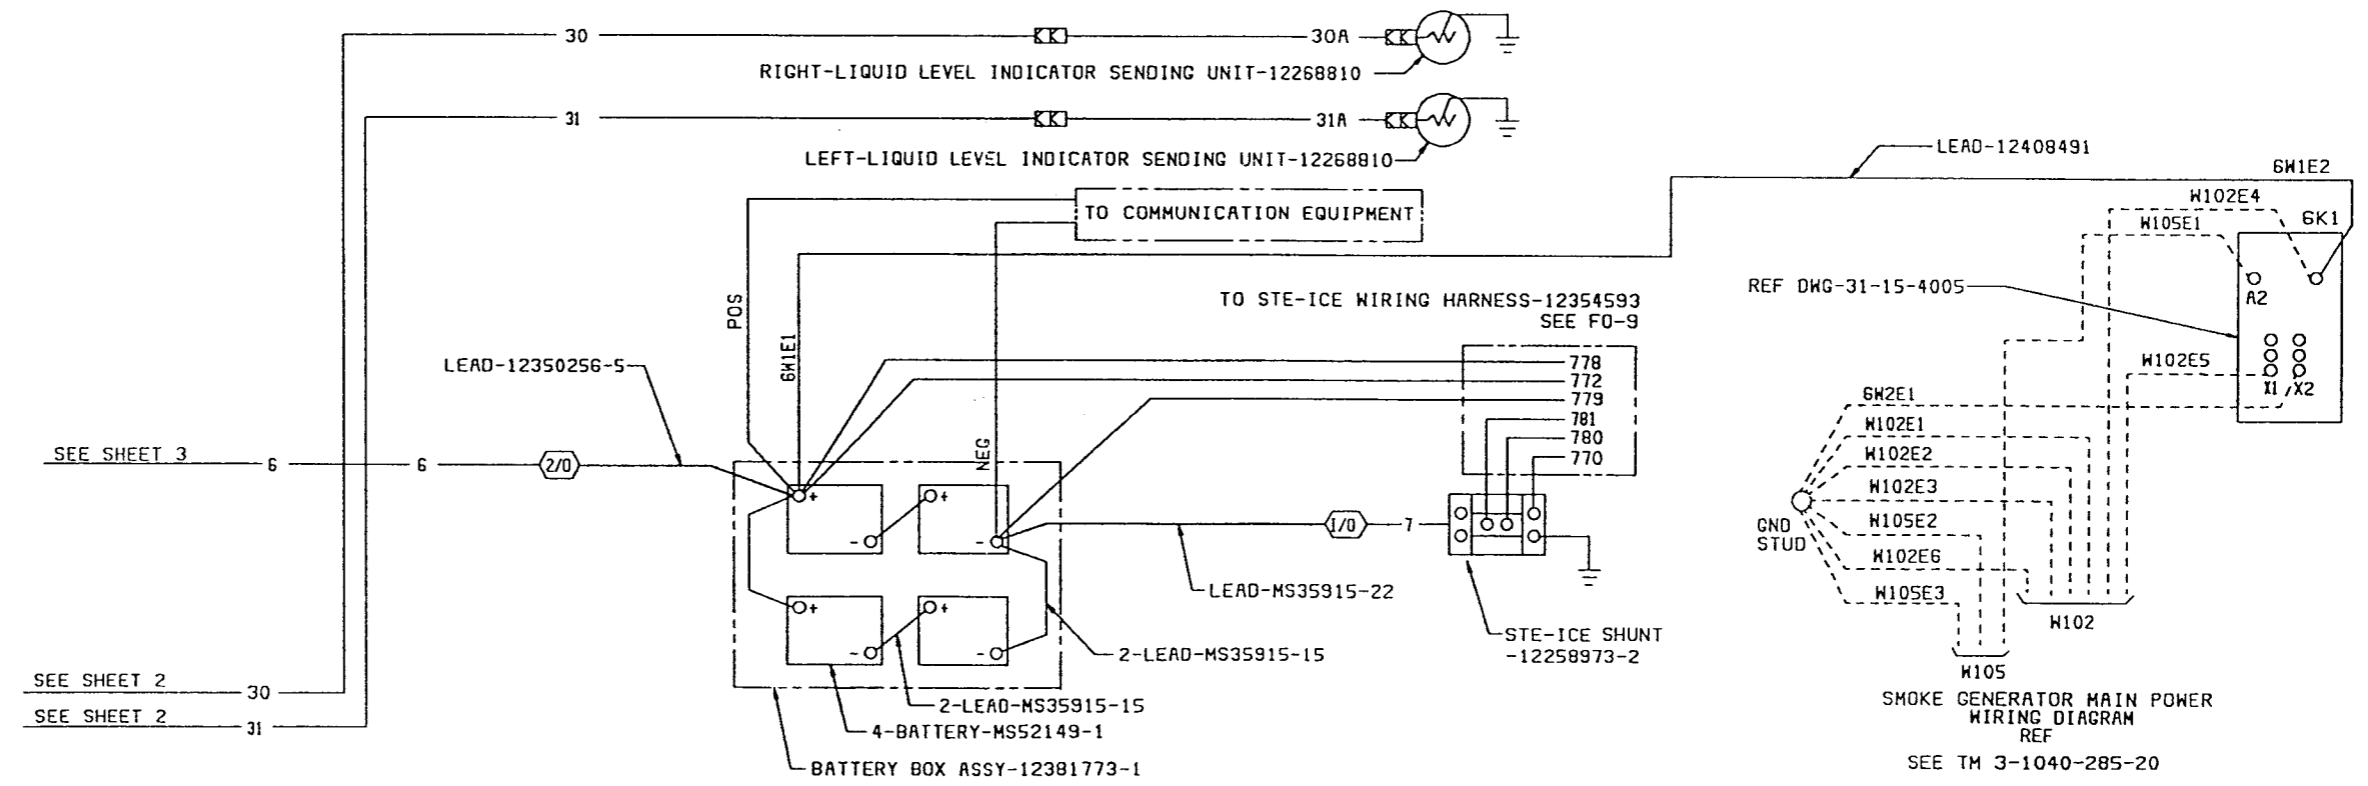 30
30A
RIGHT-LIQUID LEVEL INDICATOR SENDING UNIT-12268810
31
31A
LEFT-LIQUID LEVEL INDICATOR SENDING UNIT-12268810
LEAD-12408491
6W1E2
W102E4
6K1
W105E1
TO COMMUNICATION EQUIPMENT
POS
6W1E1
NEG
REF DWG-31-15-4005
A2
X1 X2
TO STE-ICE WIRING HARNESS-12354593
SEE FO-9
778
772
779
781
780
770
LEAD-12350256-5
W102E5
6W2E1
W102E1
W102E2
W102E3
W105E2
W102E6
W105E3
GND
STUD
SEE SHEET 3
6
6
2/0
+
+
-
-
+
+
-
-
1/0
7
LEAD-MS35915-22
STE-ICE SHUNT
-12258973-2
2-LEAD-MS35915-15
2-LEAD-MS35915-15
4-BATTERY-MS52149-1
BATTERY BOX ASSY-12381773-1
SEE SHEET 2
30
SEE SHEET 2
31
W102
W105
SMOKE GENERATOR MAIN POWER
WIRING DIAGRAM
REF
SEE TM 3-1040-285-20